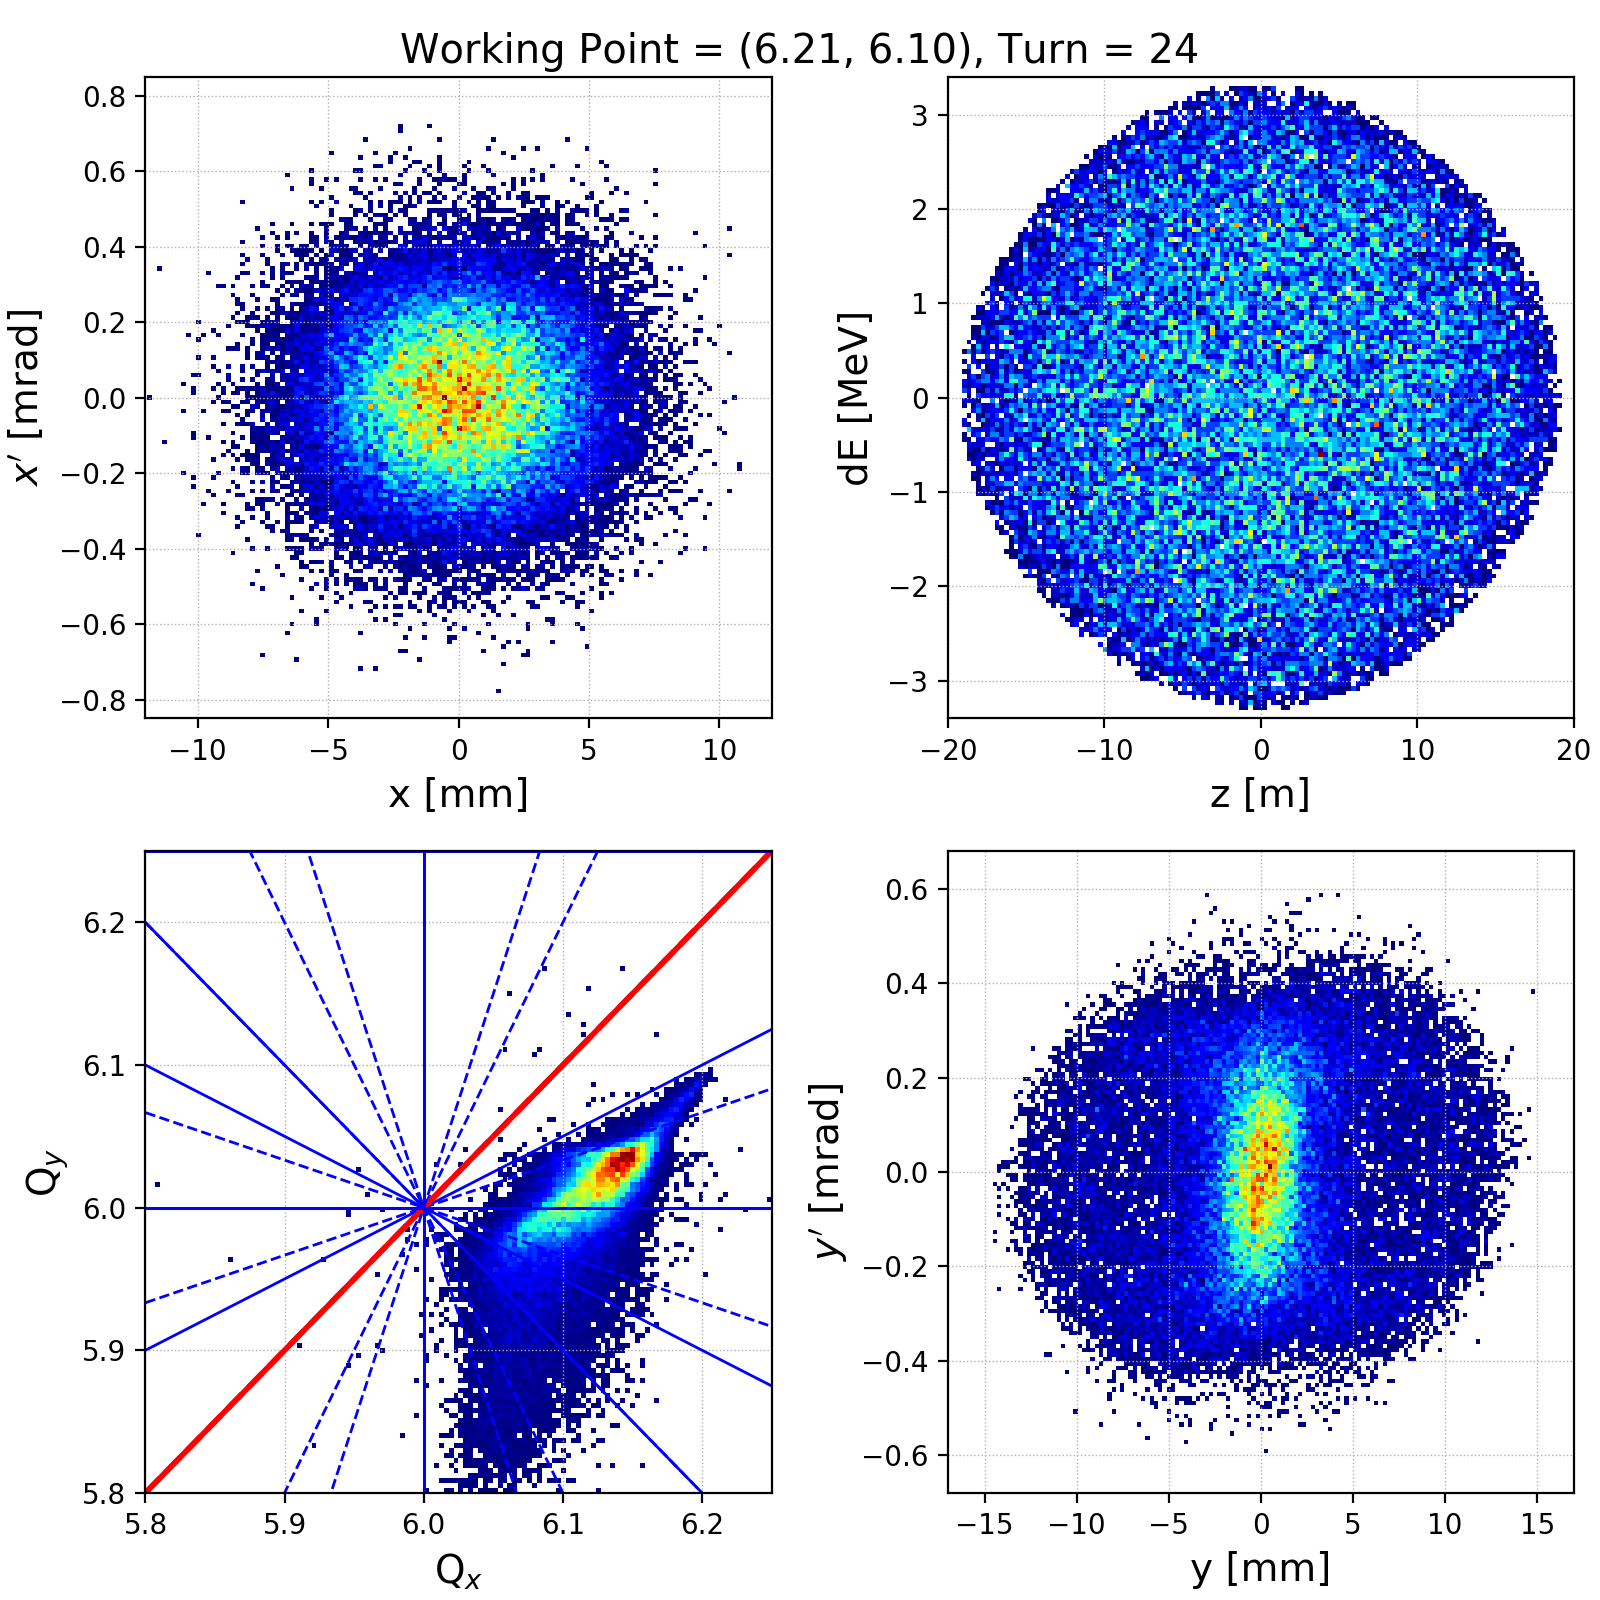 Working Point = (6.21, 6.10), Turn = 24
0.8
0.6
0.4
0.2
0.0
−0.2
−0.4
−0.6
−0.8
x′ [mrad]
−10 −5 0 5 10
x [mm]
3
2
1
0
−1
−2
−3
dE [MeV]
−20 −10 0 10 20
z [m]
6.2
6.1
6.0
5.9
5.8
Qy
5.8 5.9 6.0 6.1 6.2
Qx
0.6
0.4
0.2
0.0
−0.2
−0.4
−0.6
y′ [mrad]
−15 −10 −5 0 5 10 15
y [mm]